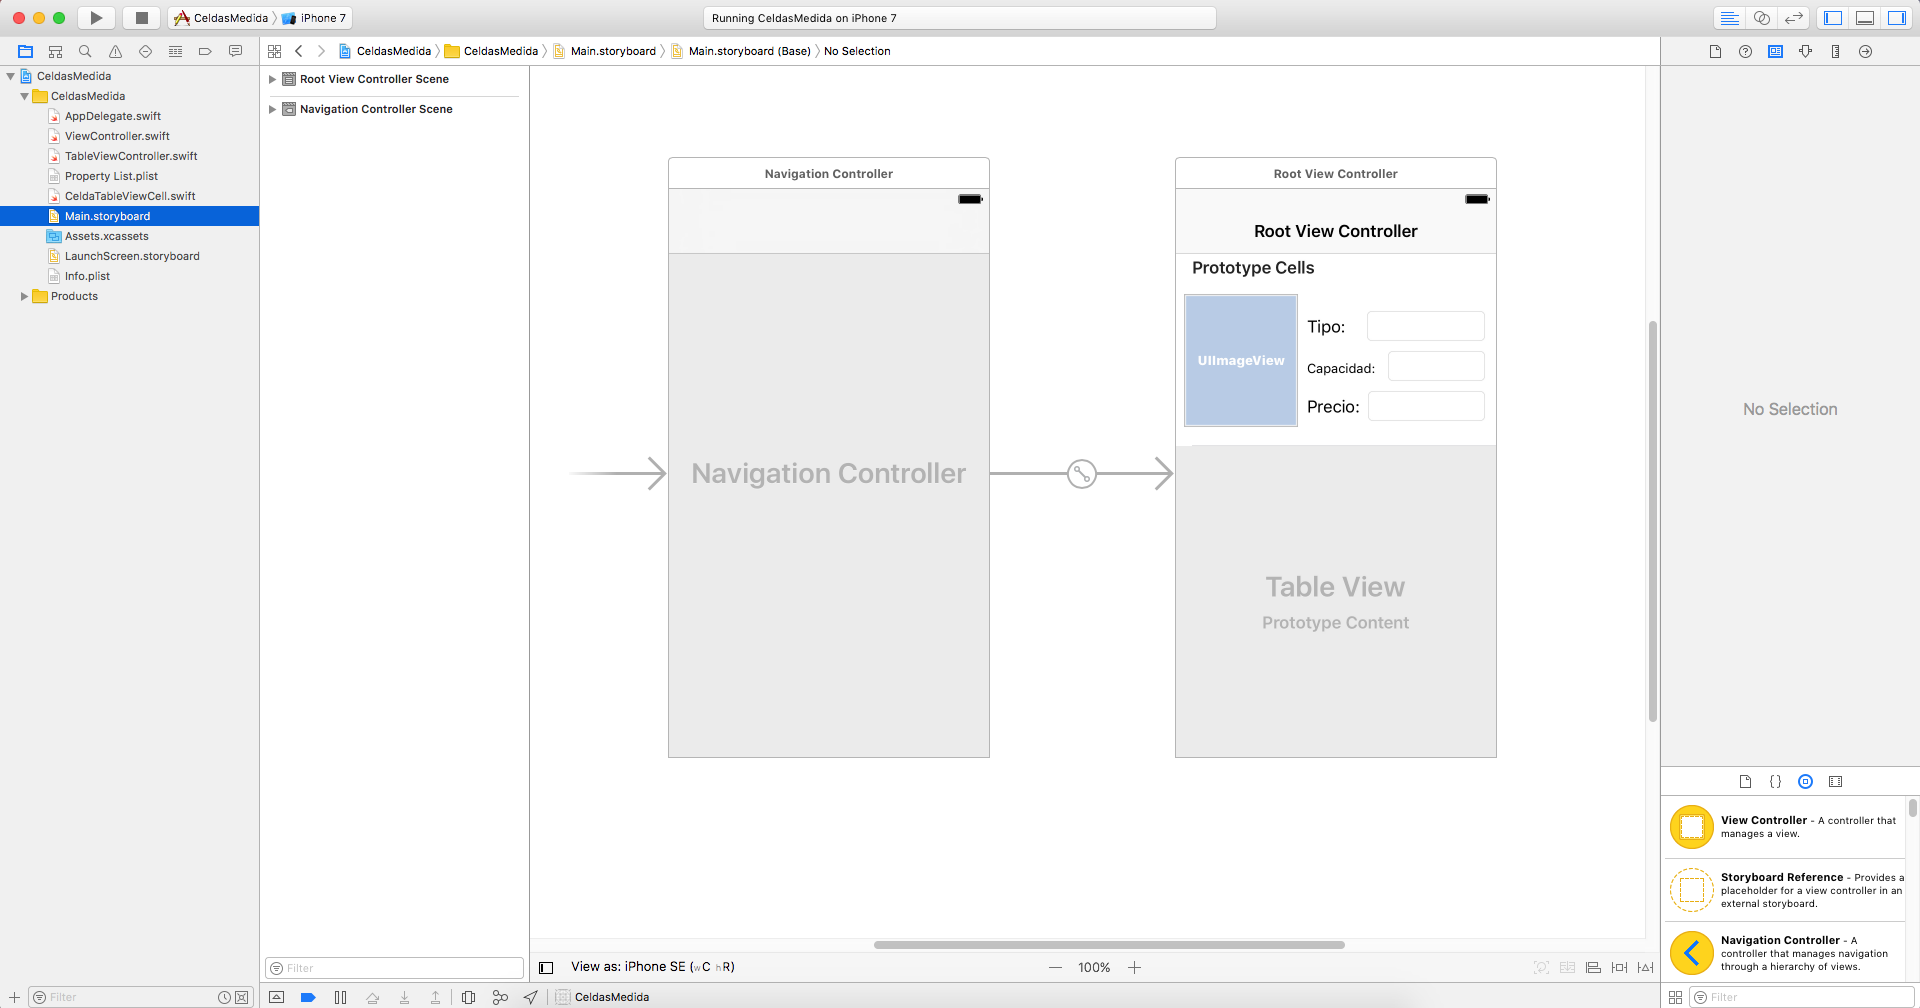 CeldasMedida
iPhone 7
Running CeldasMedida on iPhone 7
CeldasMedida
CeldasMedida
Main.storyboard
Main.storyboard (Base)
No Selection
CeldasMedida
CeldasMedida
AppDelegate.swift
ViewController.swift
TableViewController.swift
Property List.plist
CeldaTableViewCell.swift
Main.storyboard
Assets.xcassets
LaunchScreen.storyboard
Info.plist
Products
Root View Controller Scene
Navigation Controller Scene
Navigation Controller
Navigation Controller
Root View Controller
Root View Controller
Prototype Cells
UIImageView
Tipo:
Capacidad:
Precio:
Table View
Prototype Content
No Selection
View Controller - A controller that
manages a view.
Storyboard Reference - Provides a
placeholder for a view controller in an
external storyboard.
Navigation Controller - A
controller that manages navigation
through a hierarchy of views.
Filter
View as: iPhone SE (wC hR)
100%
Filter
CeldasMedida
Filter